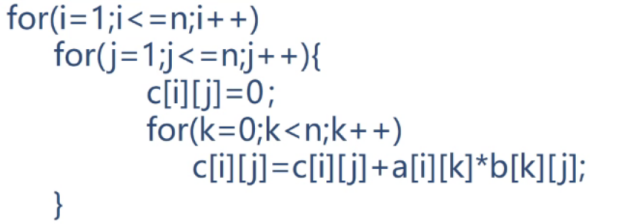 for(i=1;i<=n;i++)
for(j=1;j<=n;j++){
c[i][j]=0;
for(k=0;k<n;k++)
c[i][j]=c[i][j]+a[i][k]*b[k][j];
}